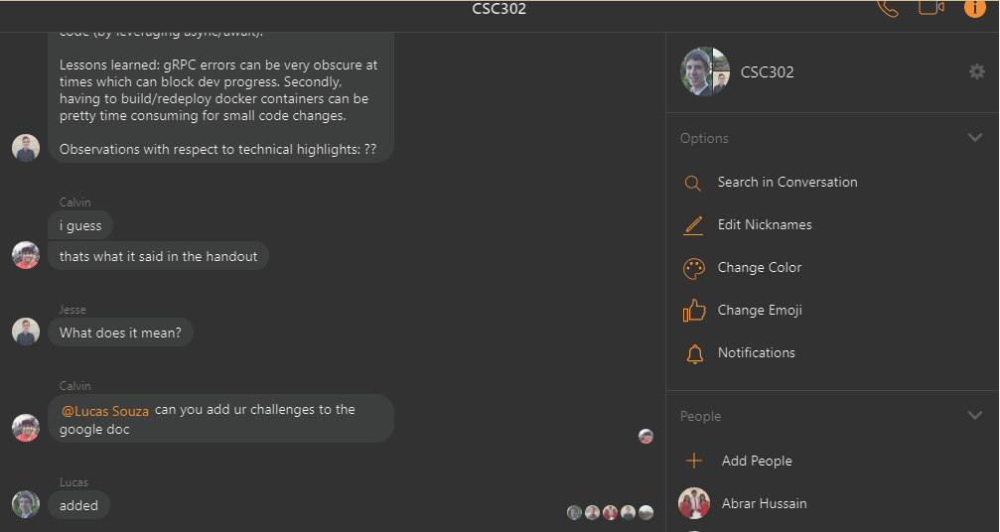 CSC302
code (by leveraging async/await).
Lessons learned: gRPC errors can be very obscure at
times which can block dev progress. Secondly,
having to build/redeploy docker containers can be
pretty time consuming for small code changes.
Observations with respect to technical highlights: ??
Calvin
i guess
thats what it said in the handout
Jesse
What does it mean?
Calvin
@Lucas Souza can you add ur challenges to the
google doc
Lucas
added
CSC302
Options
Search in Conversation
Edit Nicknames
Change Color
Change Emoji
Notifications
People
Add People
Abrar Hussain